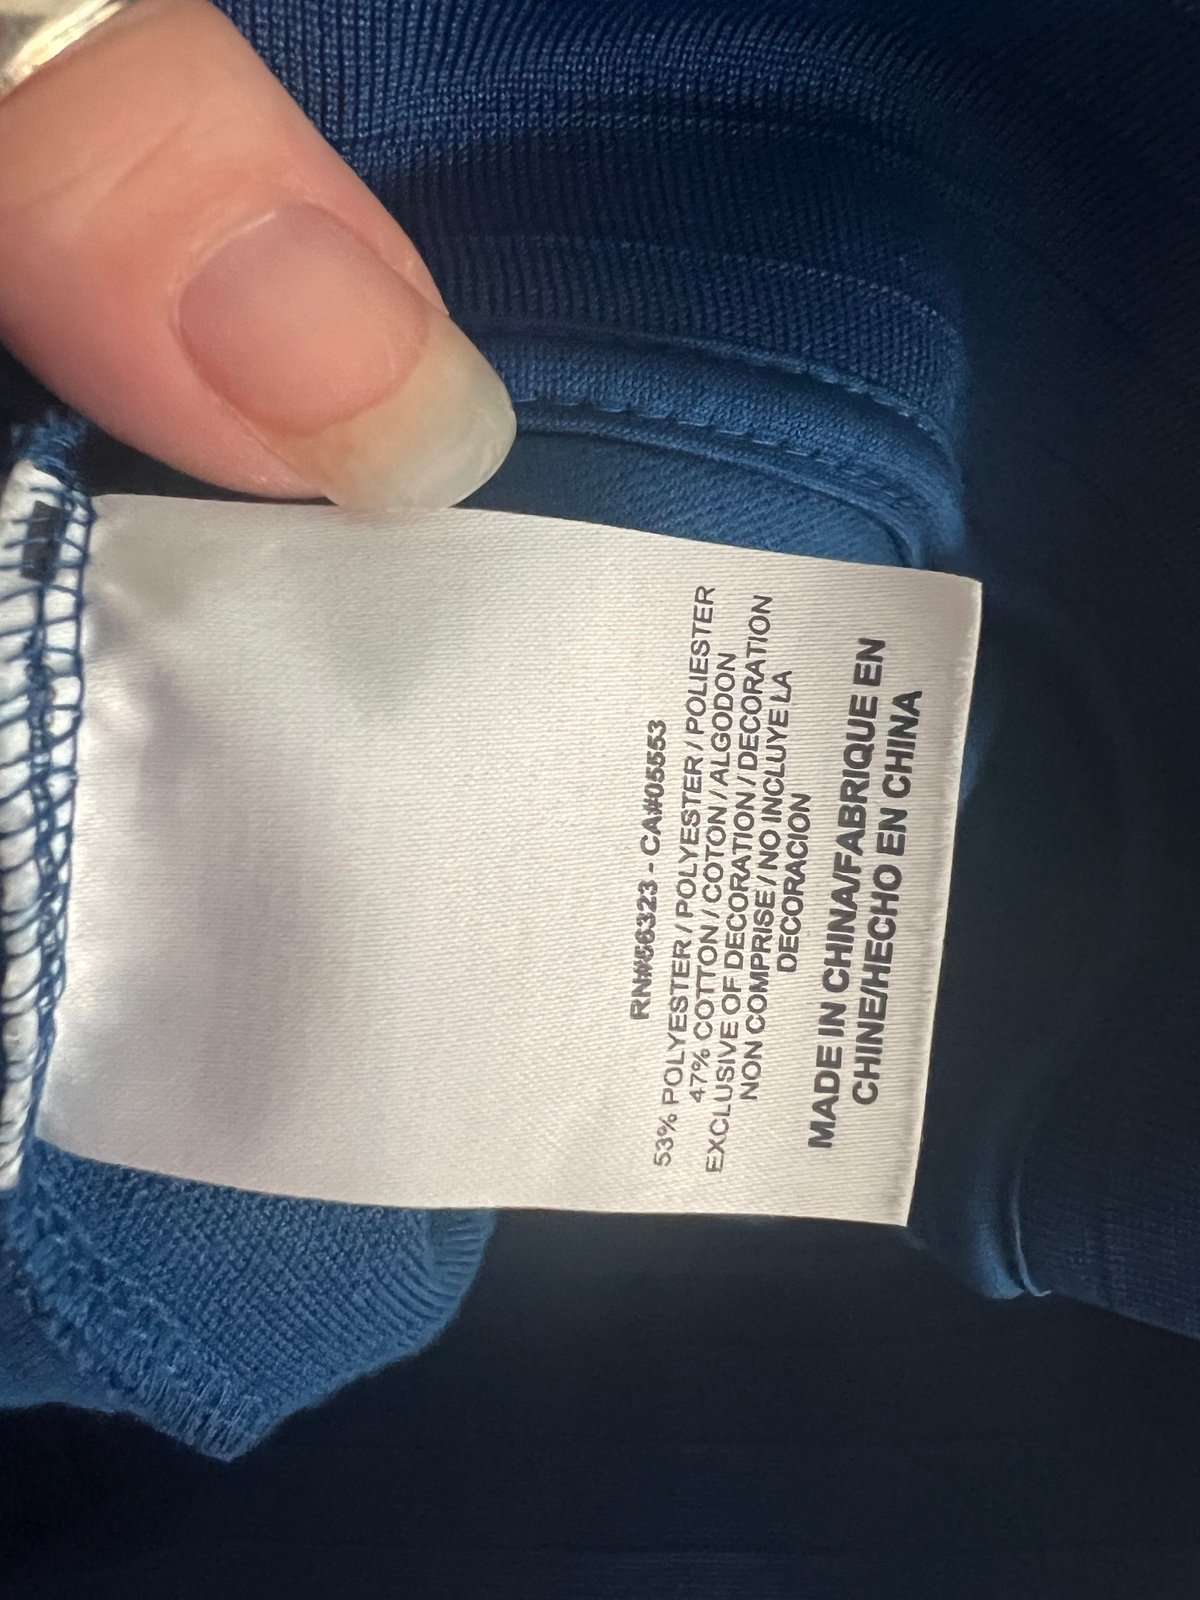 RN#56323 - CA#05553
53% POLYESTER / POLYESTER / POLIESTER
47% COTTON / COTON / ALGODON
EXCLUSIVE OF DECORATION / DECORATION
NON COMPRISE / NO INCLUYE LA
DECORACION
MADE IN CHINA/FABRIQUE EN
CHINE/HECHO EN CHINA